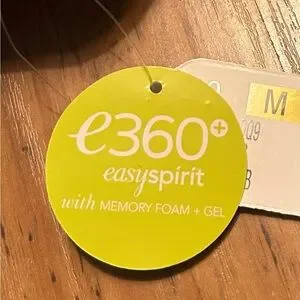 e360+
easyspirit
with MEMORY FOAM + GEL
M